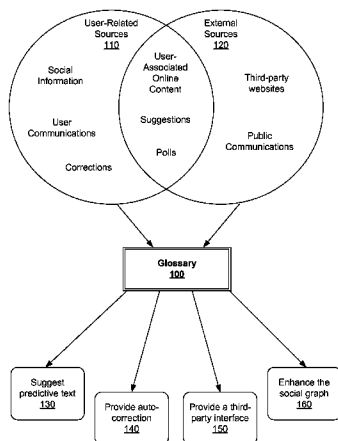 User-Related
Sources
110
External
Sources
120
Social
Information
User-
Associated
Online
Content
Third-party
websites
User
Communications
Suggestions
Public
Communications
Polls
Corrections
Glossary
100
Suggest
predictive text
130
Provide auto-
correction
140
Provide a third-
party interface
150
Enhance the
social graph
160